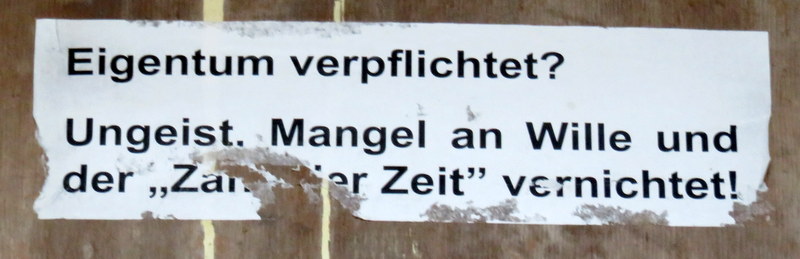 Eigentum verpflichtet?
Ungeist. Mangel an Wille und
der Zeit” vernichtet!